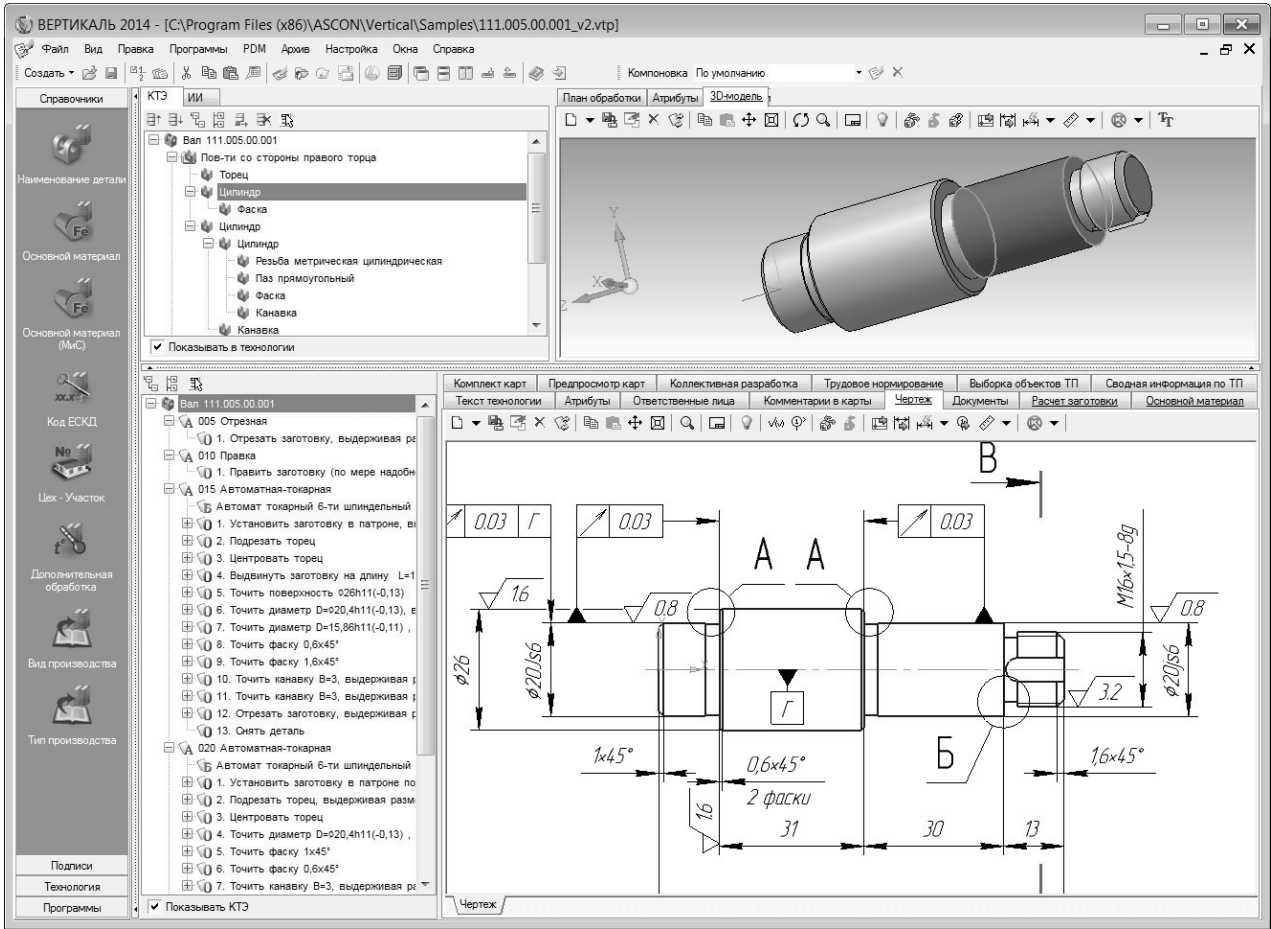 ВЕРТИКАЛЬ 2014 - [C:\Program Files (x86)\ASCON\Vertical\Samples\111.005.00.001_v2.vtp]
Файл Вид Правка Программы PDM Архив Настройка Окна Справка
Создать Компоновка По умолчанию
Справочники
Наименование детали
Основной материал
Основной материал
(МиС)
Код ЕСКД
Цех - Участок
Дополнительная
обработка
Вид производства
Тип производства
Подписи
Технология
Программы
КТЭ ИИ
Вал 111.005.00.001
Пов-ти со стороны правого торца
Торец
Цилиндр
Фаска
Цилиндр
Цилиндр
Резьба метрическая цилиндрическая
Паз прямоугольный
Фаска
Канавка
Канавка
Показывать в технологии
План обработки Атрибуты 3D-модель
Y
X
Z
Вал 111.005.00.001
005 Отрезная
1. Отрезать заготовку, выдерживая ра
010 Правка
1. Править заготовку (по мере надобн
015 Автоматная-токарная
Автомат токарный 6-ти шпиндельный
1. Установить заготовку в патроне, вы
2. Подрезать торец
3. Центровать торец
4. Выдвинуть заготовку на длину L=1
5. Точить поверхность ⌀26h11(-0,13)
6. Точить диаметр D=⌀20,4h11(-0,13), в
7. Точить диаметр D=15,86h11(-0,11) ,
8. Точить фаску 0,6x45°
9. Точить фаску 1,6x45°
10. Точить канавку B=3, выдерживая р
11. Точить канавку B=3, выдерживая р
12. Отрезать заготовку, выдерживая р
13. Снять деталь
020 Автоматная-токарная
Автомат токарный 6-ти шпиндельный
1. Установить заготовку в патроне по
2. Подрезать торец, выдерживая разм
3. Центровать торец
4. Точить диаметр D=⌀20,4h11(-0,13) ,
5. Точить фаску 1x45°
6. Точить фаску 0,6x45°
7. Точить канавку B=3, выдерживая ра
Показывать КТЭ
Комплект карт Предпросмотр карт Коллективная разработка Трудовое нормирование Выборка объектов ТП Сводная информация по ТП
Текст технологии Атрибуты Ответственные лица Комментарии в карты Чертеж Документы Расчет заготовки Основной материал
В
0.03 Г 0.03 0.03
А А
М16x1,5-8g
1.6 0.8 0.8
⌀26
⌀20Js6
⌀20js6
3.2
Г
Б
1x45° 0,6x45° 1,6x45°
2 фаски
1.6
31 30 13
Чертеж